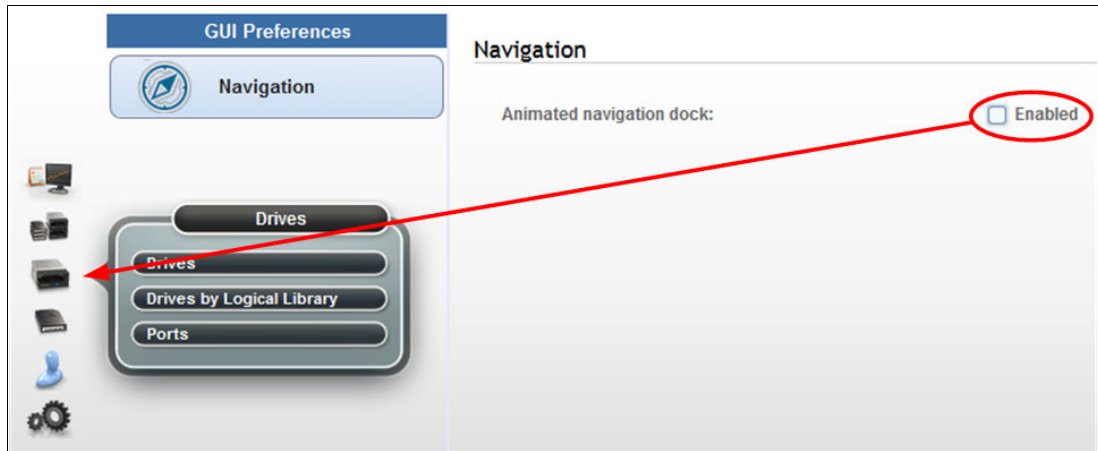 GUI Preferences
Navigation
Navigation
Animated navigation dock:
Enabled
Drives
Drives
Drives by Logical Library
Ports